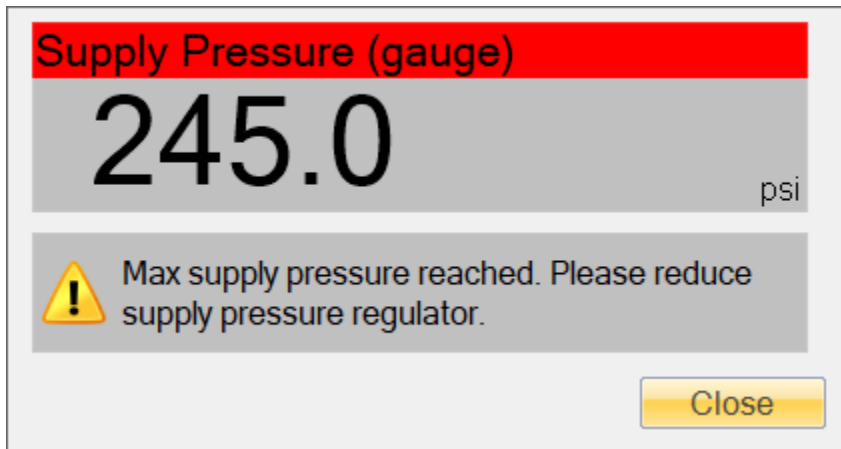 Supply Pressure (gauge)
245.0
psi
Max supply pressure reached. Please reduce
supply pressure regulator.
Close